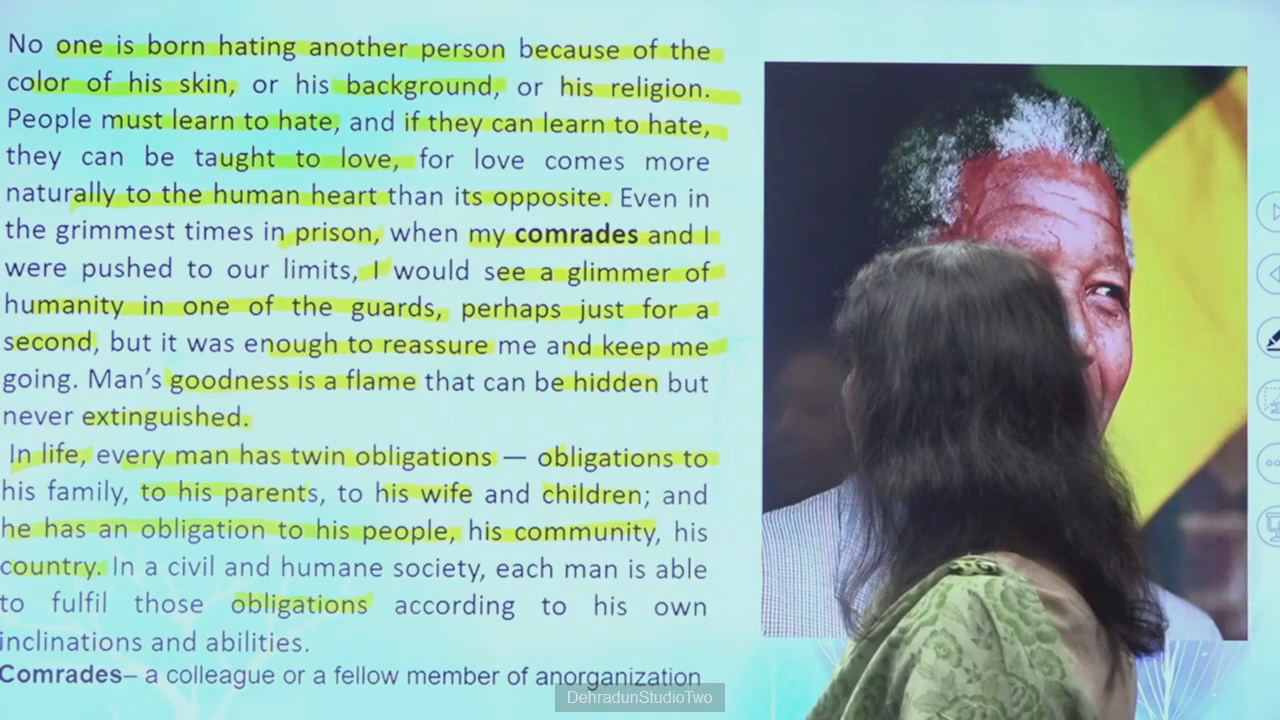 No one is born hating another person because of the
color of his skin, or his background, or his religion.
People must learn to hate, and if they can learn to hate,
they can be taught to love, for love comes more
naturally to the human heart than its opposite. Even in
the grimmest times in prison, when my comrades and I
were pushed to our limits, I would see a glimmer of
humanity in one of the guards, perhaps just for a
second, but it was enough to reassure me and keep me
going. Man's goodness is a flame that can be hidden but
never extinguished.
In life, every man has twin obligations — obligations to
his family, to his parents, to his wife and children; and
he has an obligation to his people, his community, his
country. In a civil and humane society, each man is able
to fulfil those obligations according to his own
inclinations and abilities.
Comrades– a colleague or a fellow member of anorganization
DehradunStudioTwo